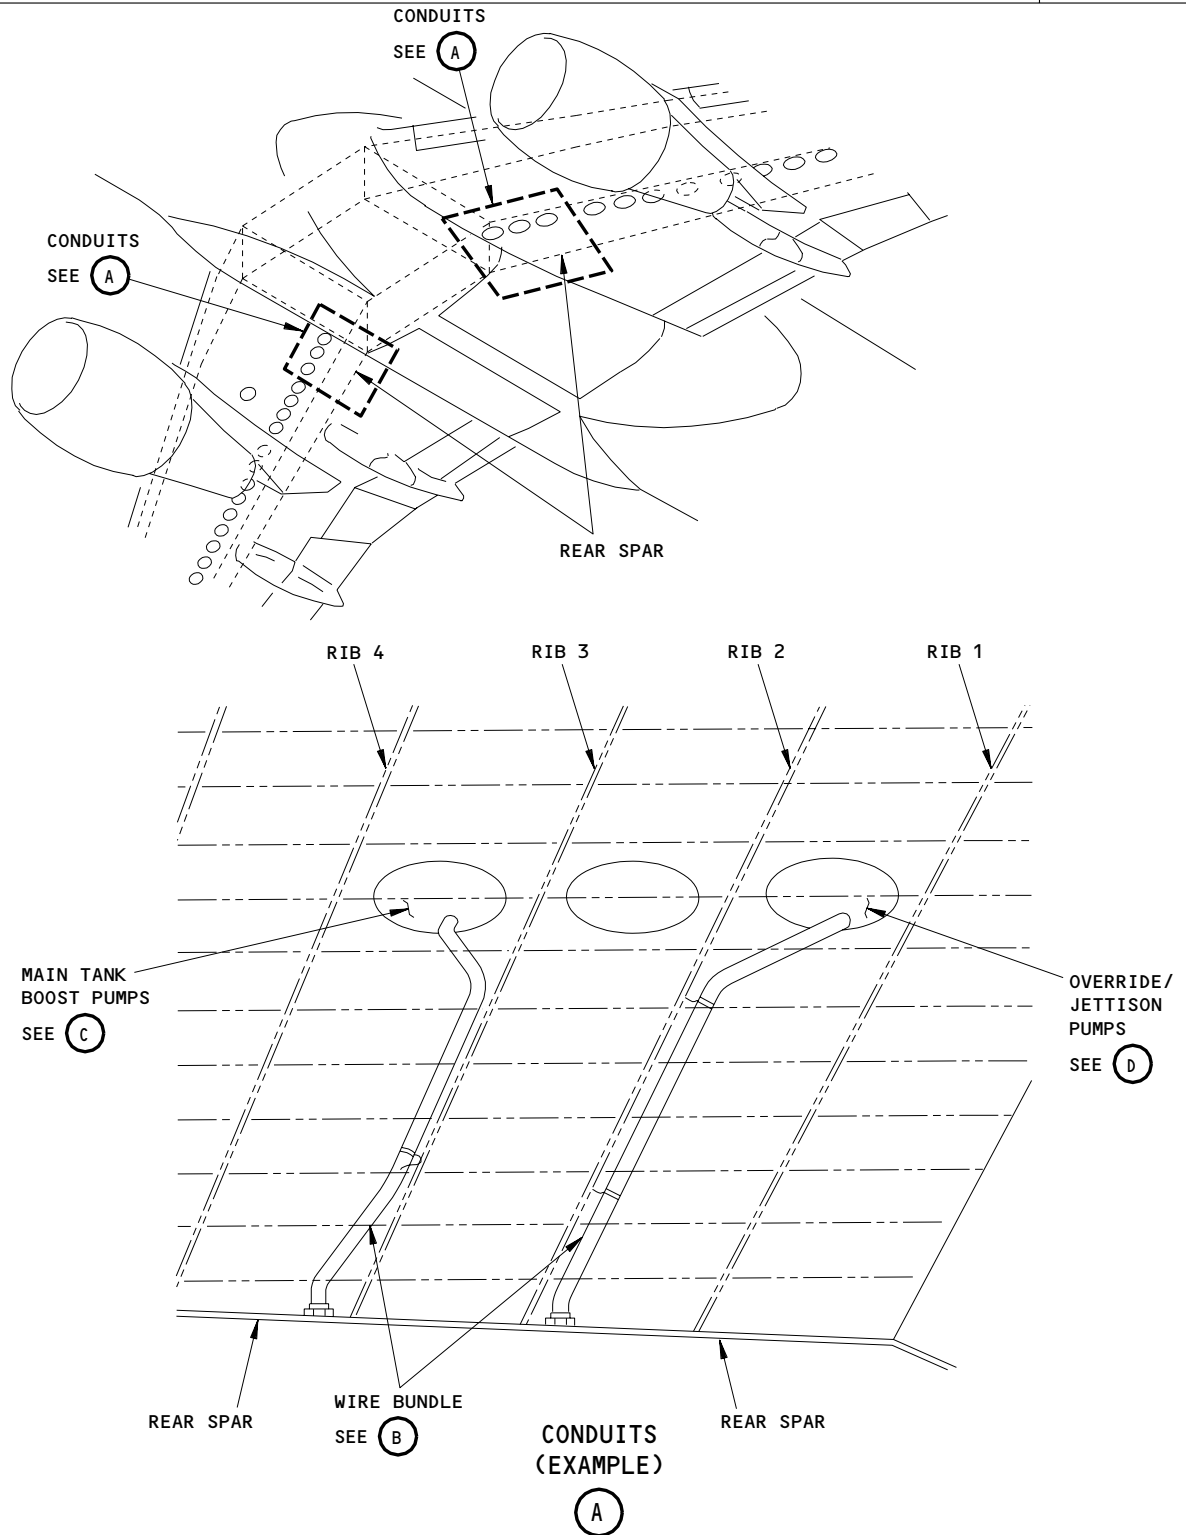 CONDUITS
SEE A
CONDUITS
SEE A
REAR SPAR
RIB 4
RIB 3
RIB 2
RIB 1
MAIN TANK
BOOST PUMPS
SEE C
OVERRIDE/
JETTISON
PUMPS
SEE D
WIRE BUNDLE
SEE B
REAR SPAR
REAR SPAR
CONDUITS
(EXAMPLE)
A